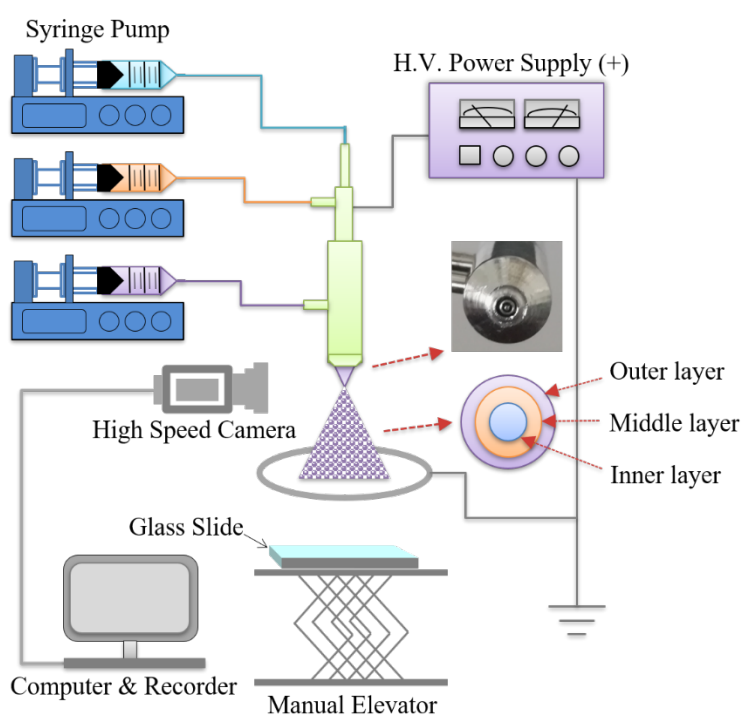 Syringe Pump
H.V. Power Supply (+)
Outer layer
Middle layer
Inner layer
High Speed Camera
Glass Slide
Computer & Recorder
Manual Elevator